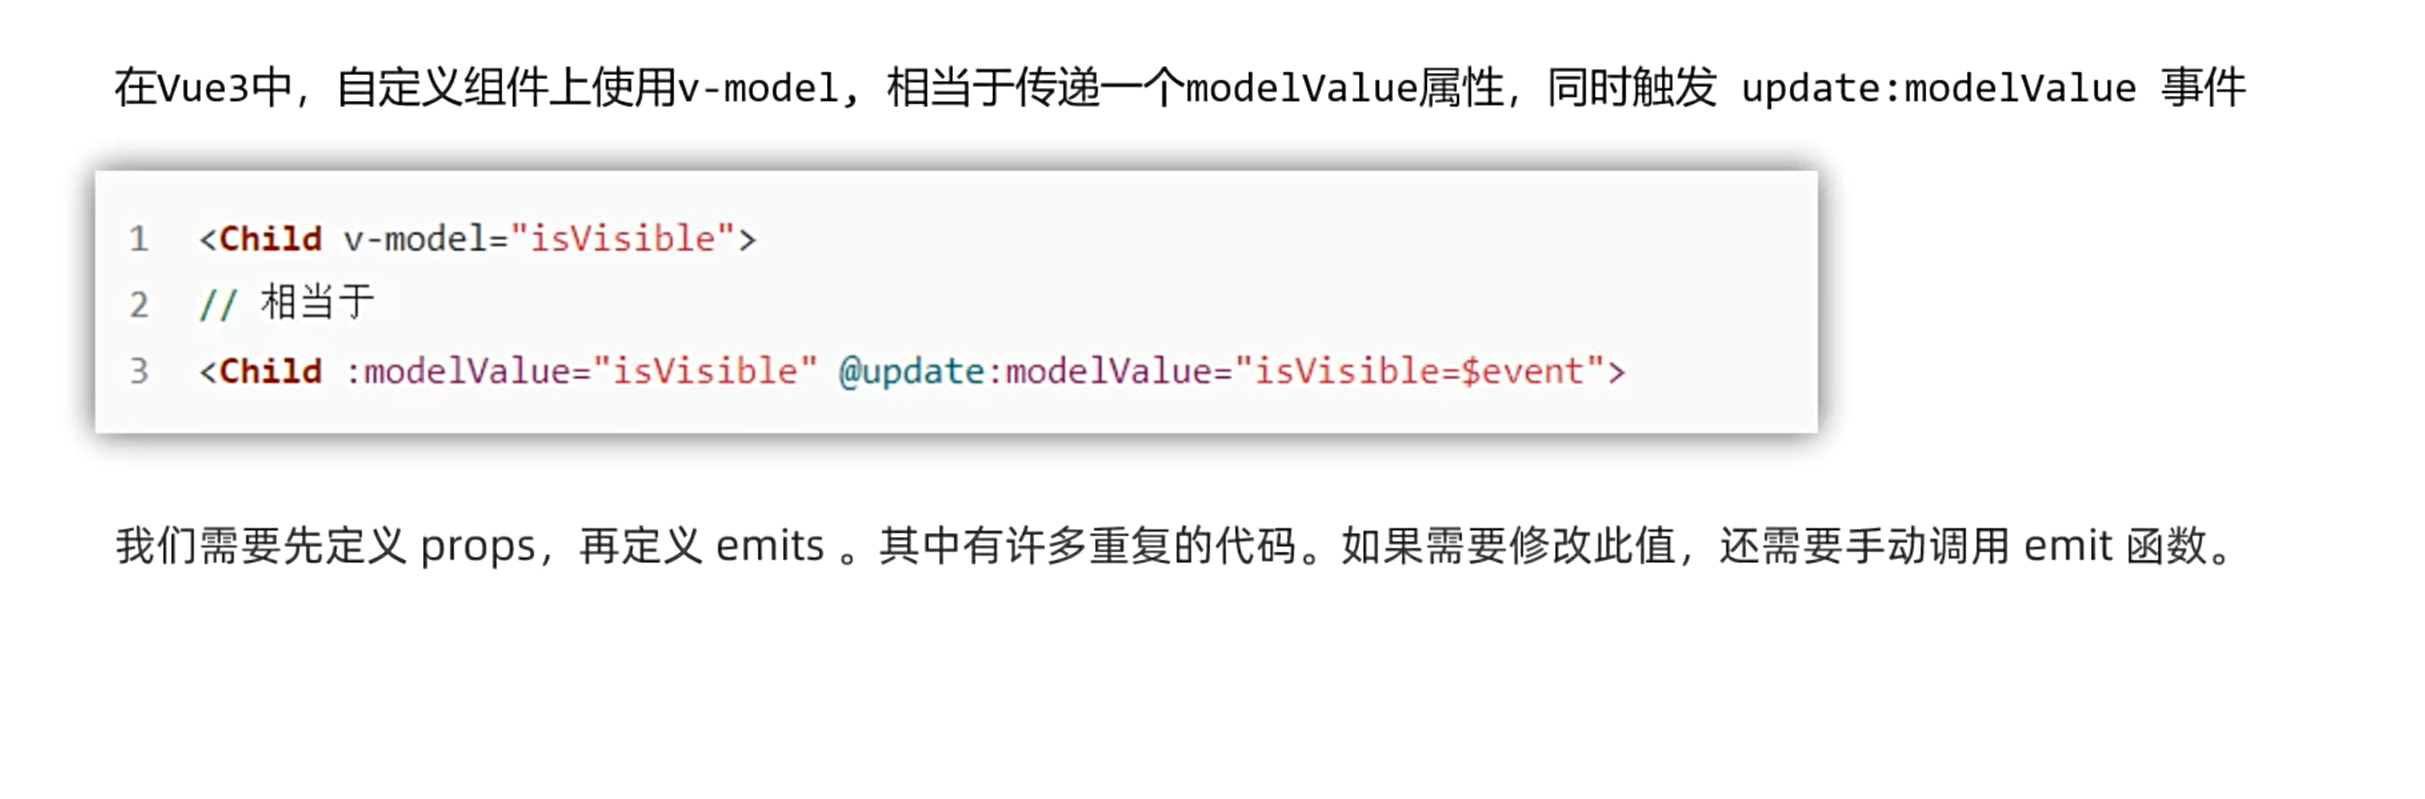 在Vue3中，自定义组件上使用v-model, 相当于传递一个modelValue属性，同时触发 update:modelValue 事件
1 <Child v-model="isVisible">
2 // 相当于
3 <Child :modelValue="isVisible" @update:modelValue="isVisible=$event">
我们需要先定义 props，再定义 emits 。其中有许多重复的代码。如果需要修改此值，还需要手动调用 emit 函数。